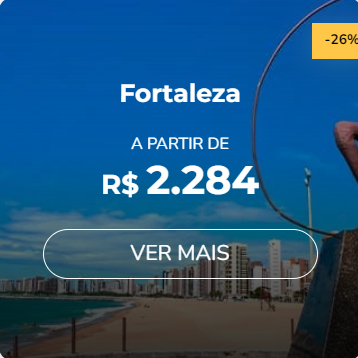 -26%
Fortaleza
A PARTIR DE
R$ 2.284
VER MAIS